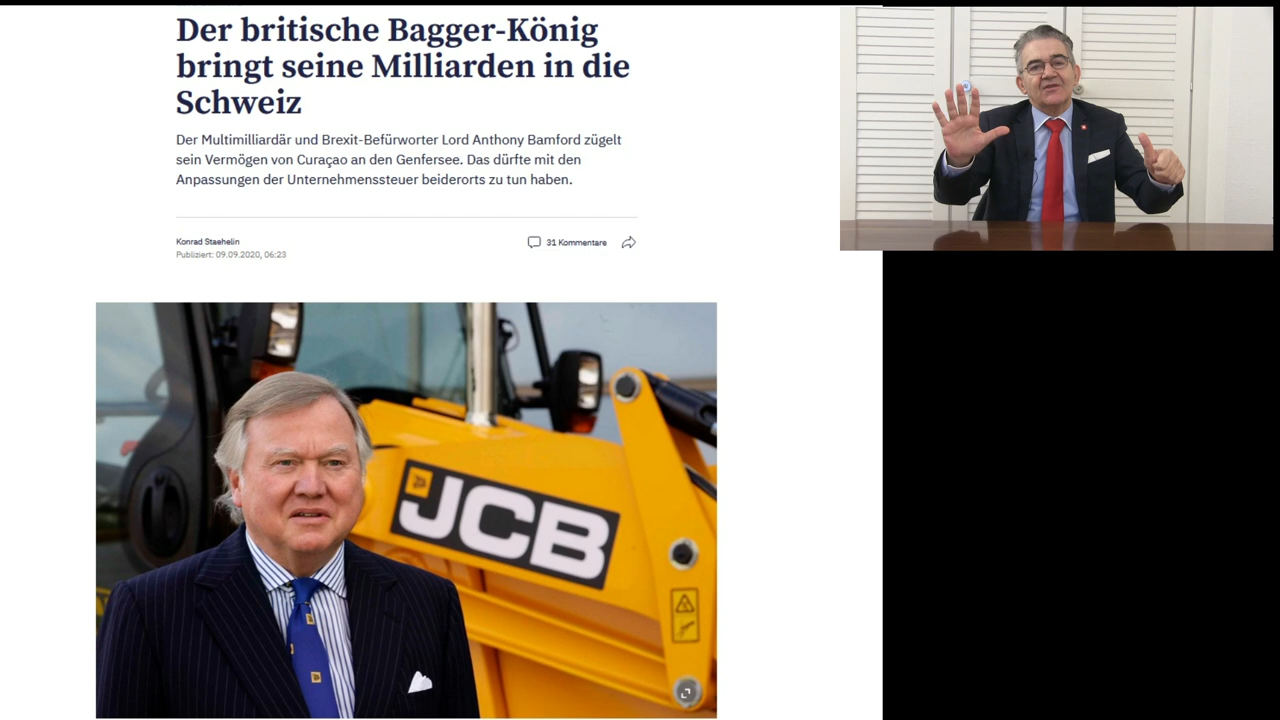 Der britische Bagger-König
bringt seine Milliarden in die
Schweiz
Der Multimilliardär und Brexit-Befürworter Lord Anthony Bamford zügelt
sein Vermögen von Curaçao an den Genfersee. Das dürfte mit den
Anpassungen der Unternehmenssteuer beiderorts zu tun haben.
Konrad Staehelin
31 Kommentare
Publiziert: 09.09.2020, 06:23
JCB